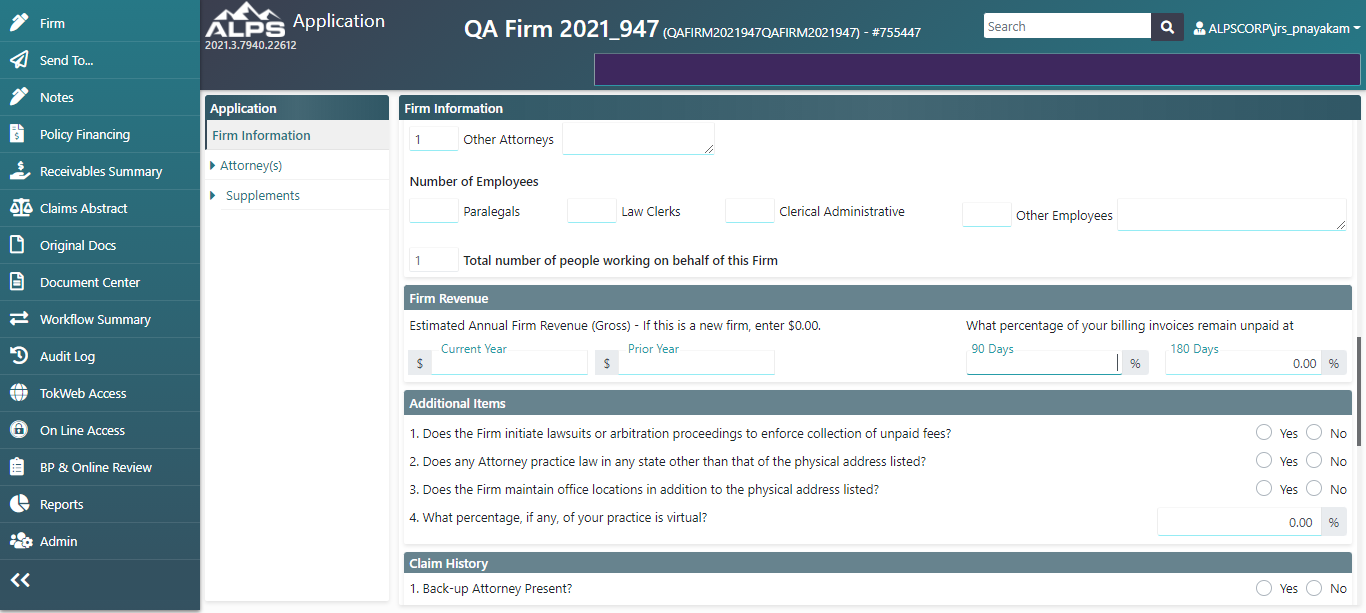 Firm
Send To...
Notes
Policy Financing
Receivables Summary
Claims Abstract
Original Docs
Document Center
Workflow Summary
Audit Log
TokWeb Access
On Line Access
BP & Online Review
Reports
Admin
ALPS Application
2021.3.7940.22612
QA Firm 2021_947 (QAFIRM2021947QAFIRM2021947) - #755447
Search
ALPSCORP\jrs_pnayakam
Application
Firm Information
Attorney(s)
Supplements
Firm Information
1 Other Attorneys
Number of Employees
Paralegals Law Clerks Clerical Administrative Other Employees
1 Total number of people working on behalf of this Firm
Firm Revenue
Estimated Annual Firm Revenue (Gross) - If this is a new firm, enter $0.00. What percentage of your billing invoices remain unpaid at
Current Year Prior Year 90 Days 180 Days
$ $ % 0.00 %
Additional Items
1. Does the Firm initiate lawsuits or arbitration proceedings to enforce collection of unpaid fees? Yes No
2. Does any Attorney practice law in any state other than that of the physical address listed? Yes No
3. Does the Firm maintain office locations in addition to the physical address listed? Yes No
4. What percentage, if any, of your practice is virtual? 0.00 %
Claim History
1. Back-up Attorney Present? Yes No